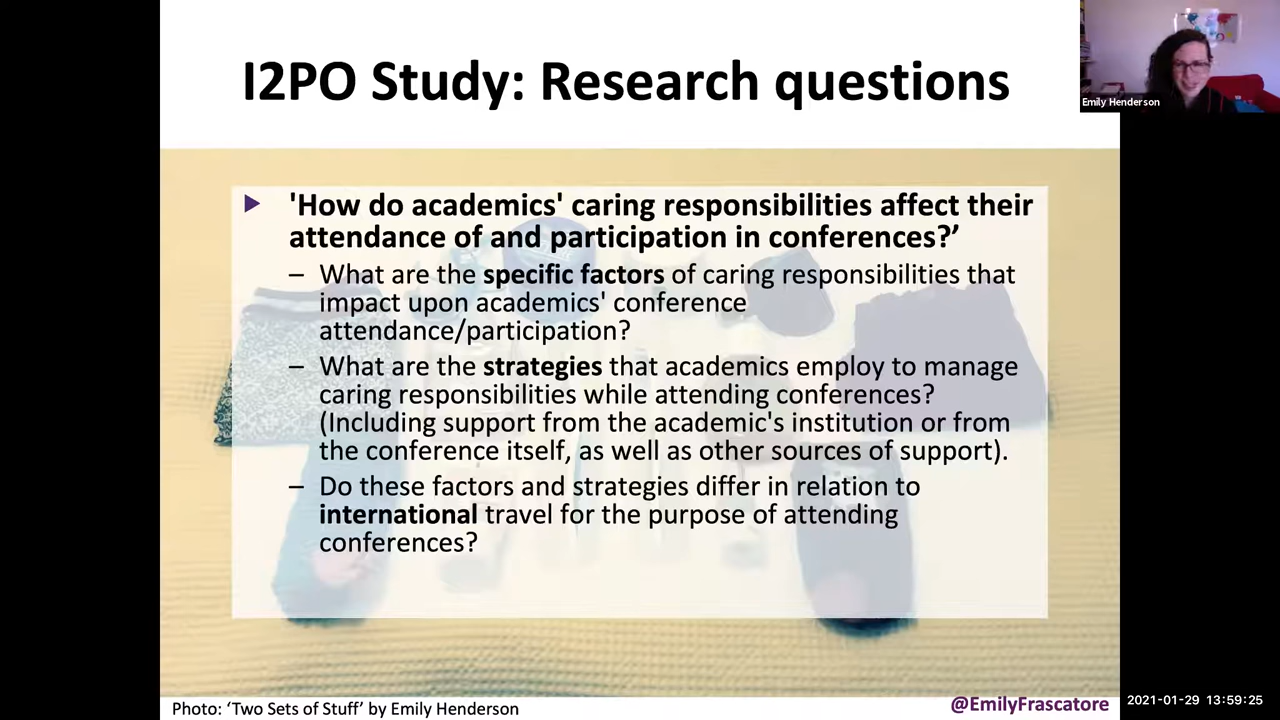 I2PO Study: Research questions
Emily Henderson
'How do academics' caring responsibilities affect their
attendance of and participation in conferences?’
– What are the specific factors of caring responsibilities that
impact upon academics' conference
attendance/participation?
– What are the strategies that academics employ to manage
caring responsibilities while attending conferences?
(Including support from the academic's institution or from
the conference itself, as well as other sources of support).
– Do these factors and strategies differ in relation to
international travel for the purpose of attending
conferences?
Photo: ‘Two Sets of Stuff’ by Emily Henderson
@EmilyFrascatore
2021-01-29 13:59:25